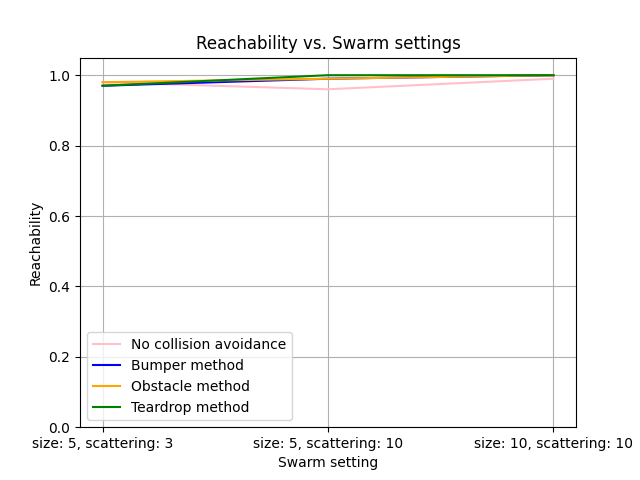 Reachability vs. Swarm settings
1.0
0.8
0.6
0.4
0.2
0.0
Reachability
No collision avoidance
Bumper method
Obstacle method
Teardrop method
size: 5, scattering: 3
size: 5, scattering: 10
size: 10, scattering: 10
Swarm setting